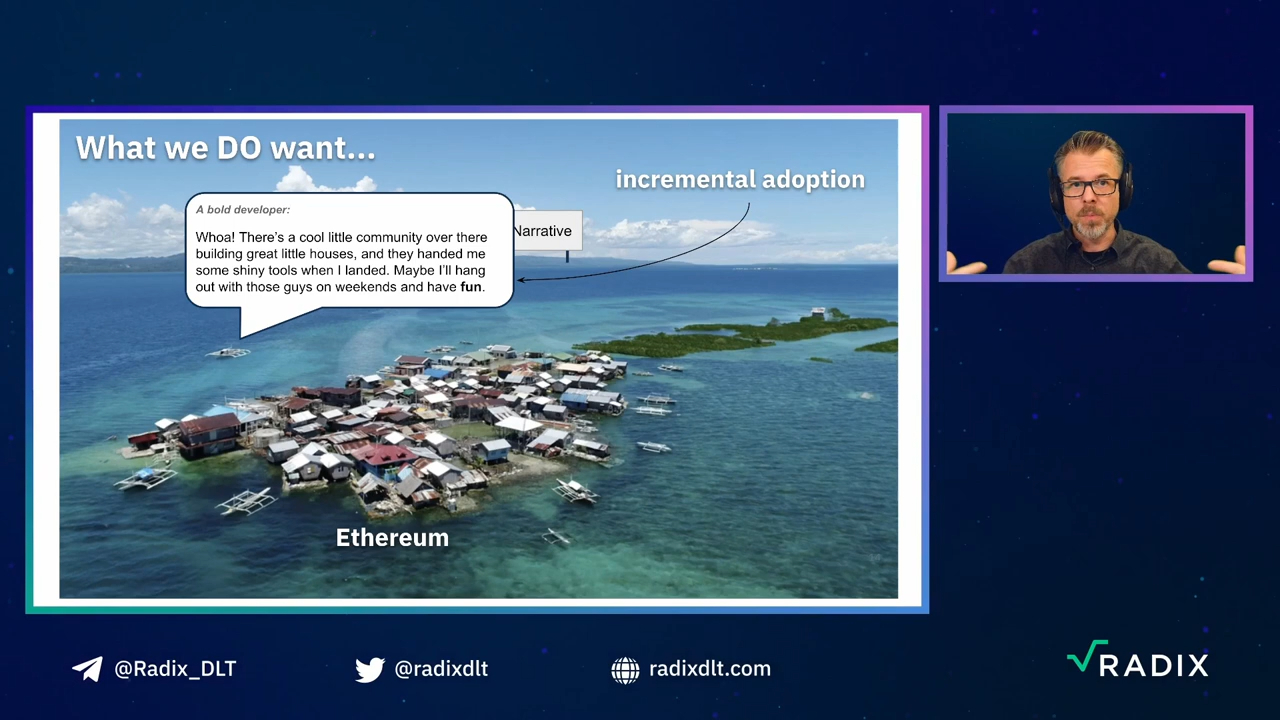 What we DO want...
incremental adoption
A bold developer:
Whoa! There's a cool little community over there
building great little houses, and they handed me
some shiny tools when I landed. Maybe I'll hang
out with those guys on weekends and have fun.
Narrative
Ethereum
@Radix_DLT
@radixdlt
radixdlt.com
RADIX